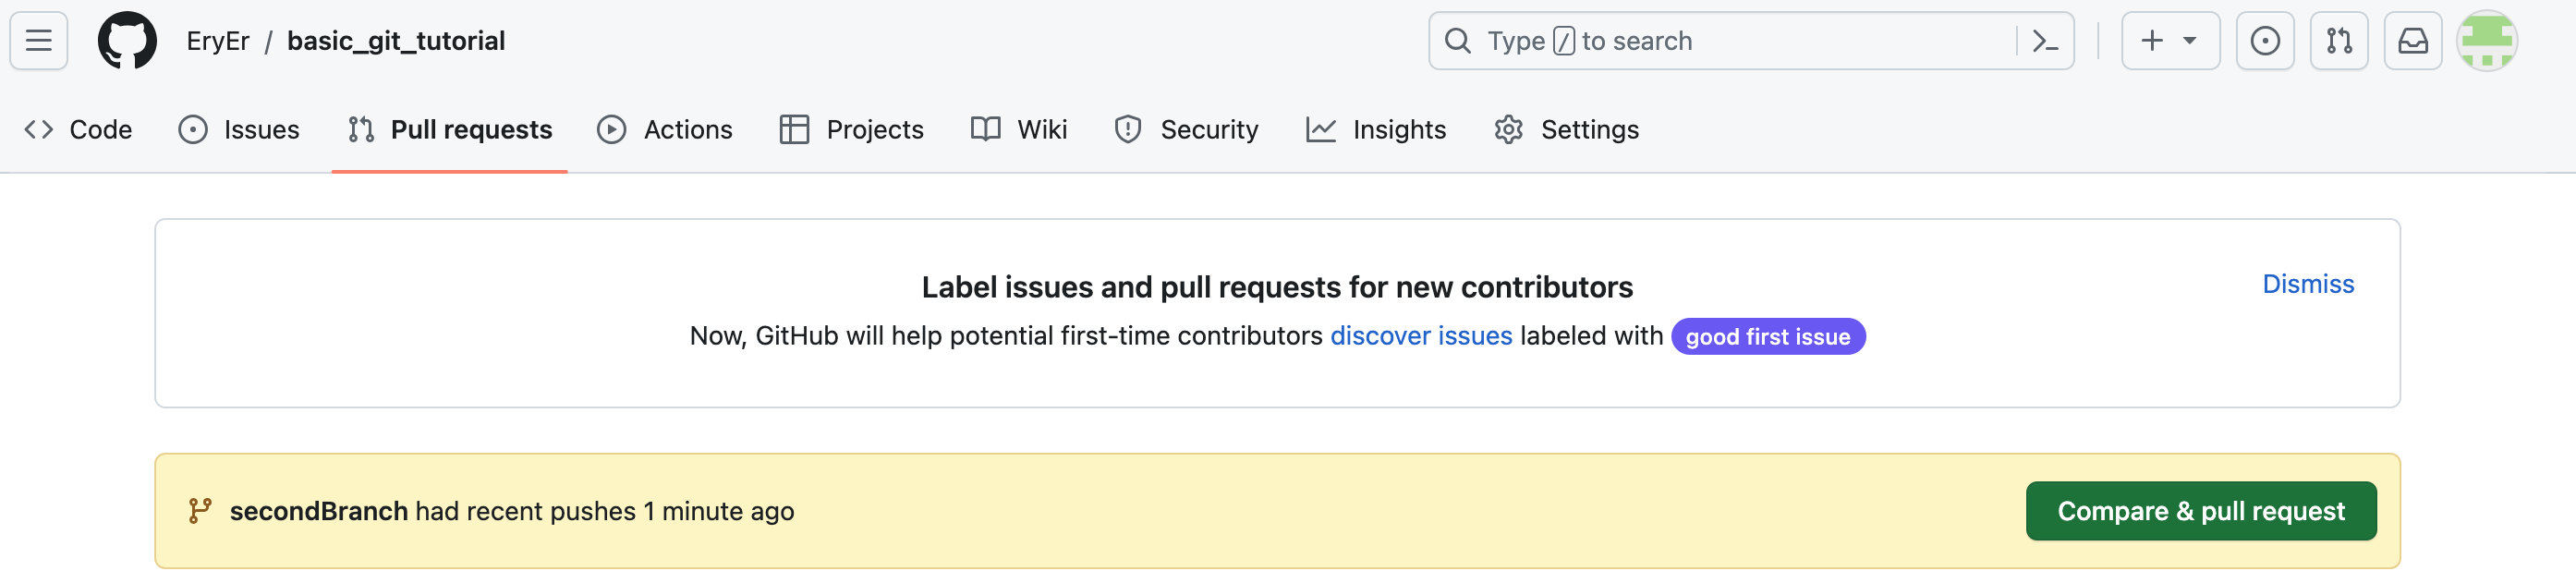 EryEr / basic_git_tutorial
Type / to search
Code Issues Pull requests Actions Projects Wiki Security Insights Settings
Label issues and pull requests for new contributors
Dismiss
Now, GitHub will help potential first-time contributors discover issues labeled with good first issue
secondBranch had recent pushes 1 minute ago
Compare & pull request